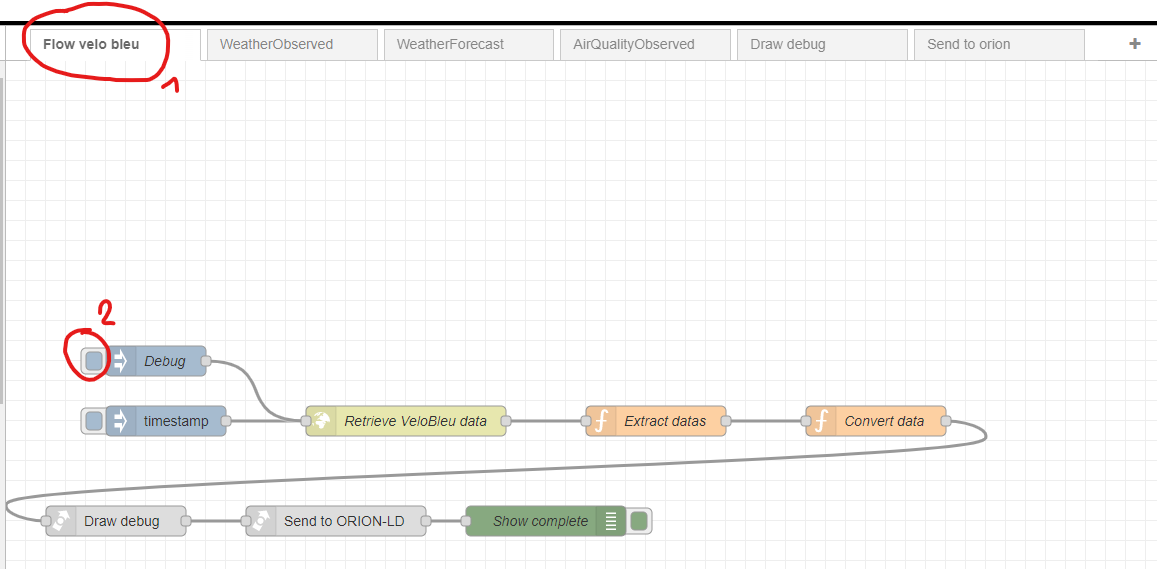 Flow velo bleu WeatherObserved WeatherForecast AirQualityObserved Draw debug Send to orion +
1
2
Debug
timestamp Retrieve VeloBleu data Extract datas Convert data
Draw debug Send to ORION-LD Show complete